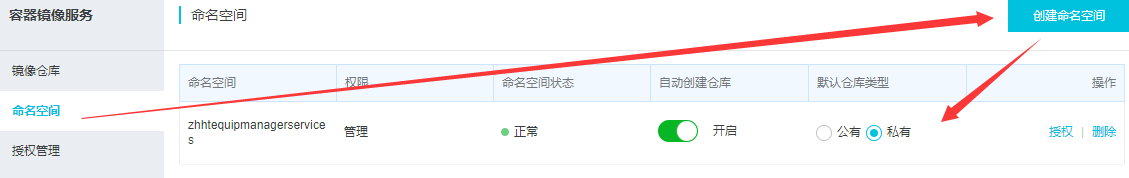 容器镜像服务
命名空间
创建命名空间
镜像仓库
命名空间
授权管理
命名空间 权限 命名空间状态 自动创建仓库 默认仓库类型 操作
zhhtequipmanagerservice
s
管理 正常 开启 公有 私有 授权 | 删除